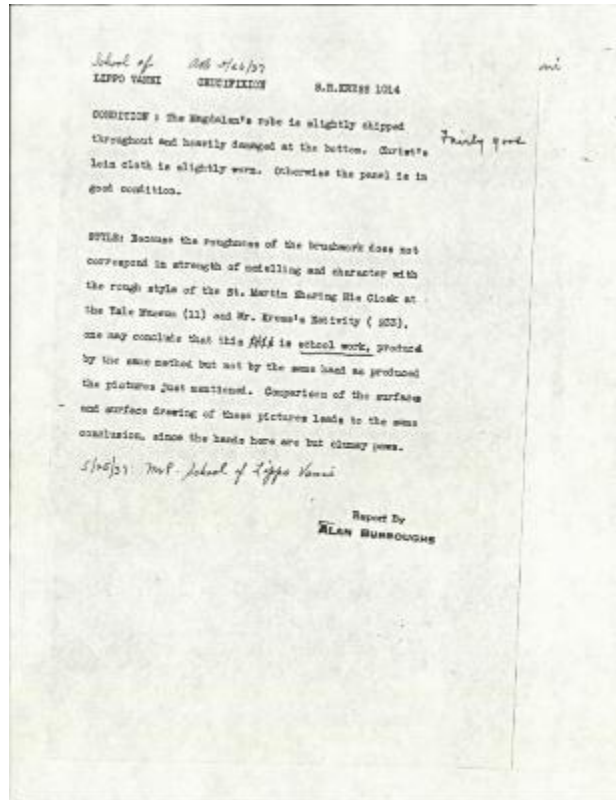 School of AB 5/26/37
LIPPO VANNI CRUCIFIXION S.H.KRESS 1014
CONDITION : The Magdalen's robe is slightly chipped
throughout and heavily damaged at the bottom. Christ's
Fairly good
loin cloth is slightly worn. Otherwise the panel is in
good condition.
STYLE: Because the roughness of the brushwork does not
correspond in strength of modelling and character with
the rough style of the St. Martin Sharing His Cloak at
the Yale Museum (11) and Mr. Kress's Nativity ( 233),
one may conclude that this is school work, produced
by the same method but not by the same hand as produced
the pictures just mentioned. Comparison of the surfaces
and surface drawing of these pictures leads to the same
conclusion, since the hands here are but clumsy paws.
5/25/37 MP. School of Lippo Vanni
Report By
ALAN BURROUGHS